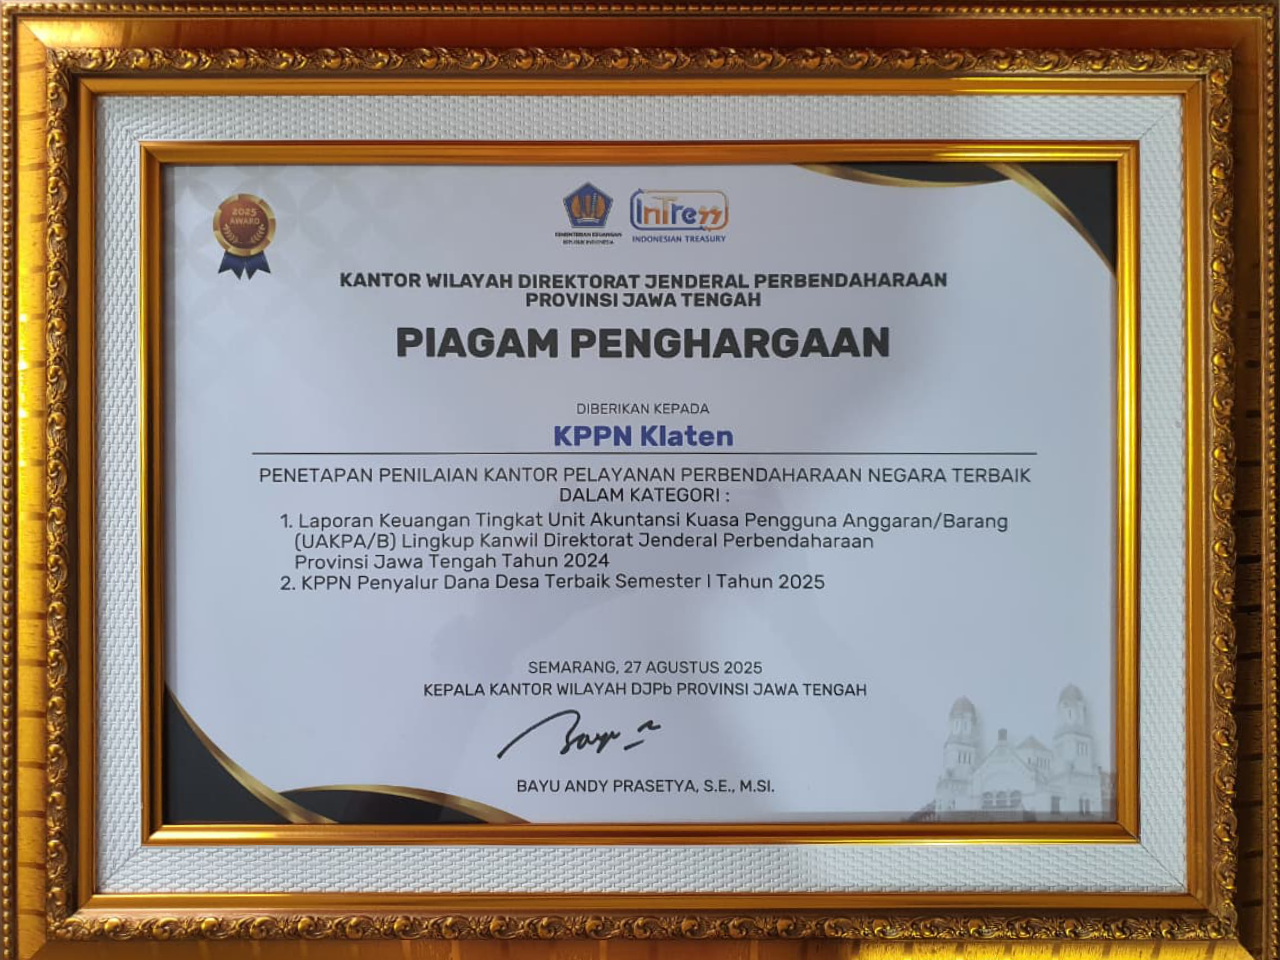 2025
AWARD
KEMENTERIAN KEUANGAN
REPUBLIK INDONESIA
InTress
INDONESIAN TREASURY
KANTOR WILAYAH DIREKTORAT JENDERAL PERBENDAHARAAN
PROVINSI JAWA TENGAH
PIAGAM PENGHARGAAN
DIBERIKAN KEPADA
KPPN Klaten
PENETAPAN PENILAIAN KANTOR PELAYANAN PERBENDAHARAAN NEGARA TERBAIK
DALAM KATEGORI :
1. Laporan Keuangan Tingkat Unit Akuntansi Kuasa Pengguna Anggaran/Barang
(UAKPA/B) Lingkup Kanwil Direktorat Jenderal Perbendaharaan
Provinsi Jawa Tengah Tahun 2024
2. KPPN Penyalur Dana Desa Terbaik Semester I Tahun 2025
SEMARANG, 27 AGUSTUS 2025
KEPALA KANTOR WILAYAH DJPb PROVINSI JAWA TENGAH
BAYU ANDY PRASETYA, S.E., M.SI.